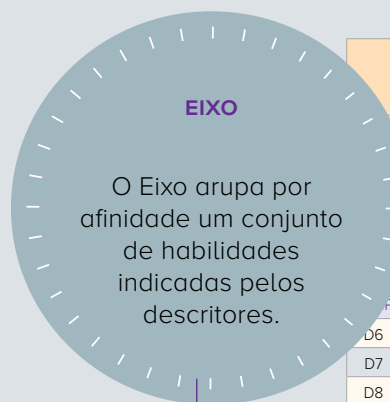 EIXO
O Eixo arupa por
afinidade um conjunto
de habilidades
indicadas pelos
descritores.
D6
D7
D8